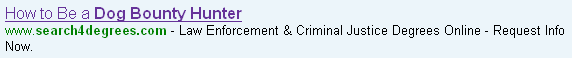 How to Be a Dog Bounty Hunter
www.search4degrees.com - Law Enforcement & Criminal Justice Degrees Online - Request Info
Now.